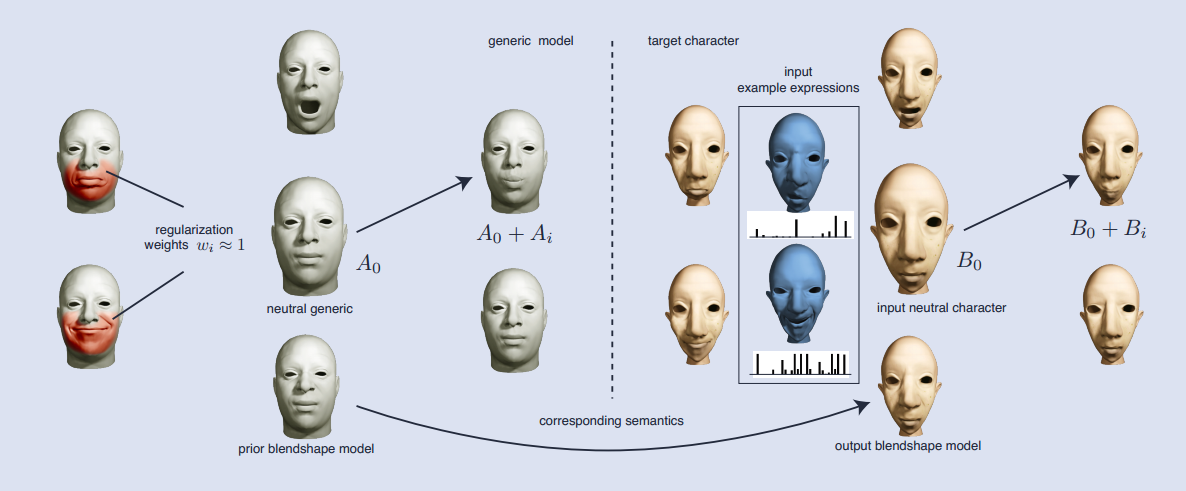 generic model
target character
input
example expressions
regularization
weights w_i ≈ 1
A_0
A_0 + A_i
neutral generic
B_0
B_0 + B_i
input neutral character
corresponding semantics
prior blendshape model
output blendshape model